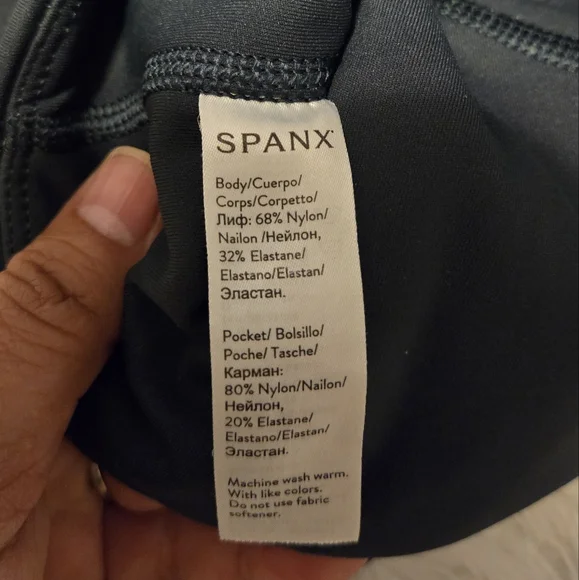 SPANX
Body/Cuerpo/
Corps/Corpetto/
Лиф: 68% Nylon/
Nailon /Нейлон,
32% Elastane/
Elastano/Elastan/
Эластан.
Pocket/ Bolsillo/
Poche/ Tasche/
Карман:
80% Nylon/Nailon/
Нейлон,
20% Elastane/
Elastano/Elastan/
Эластан.
Machine wash warm.
With like colors.
Do not use fabric
softener.